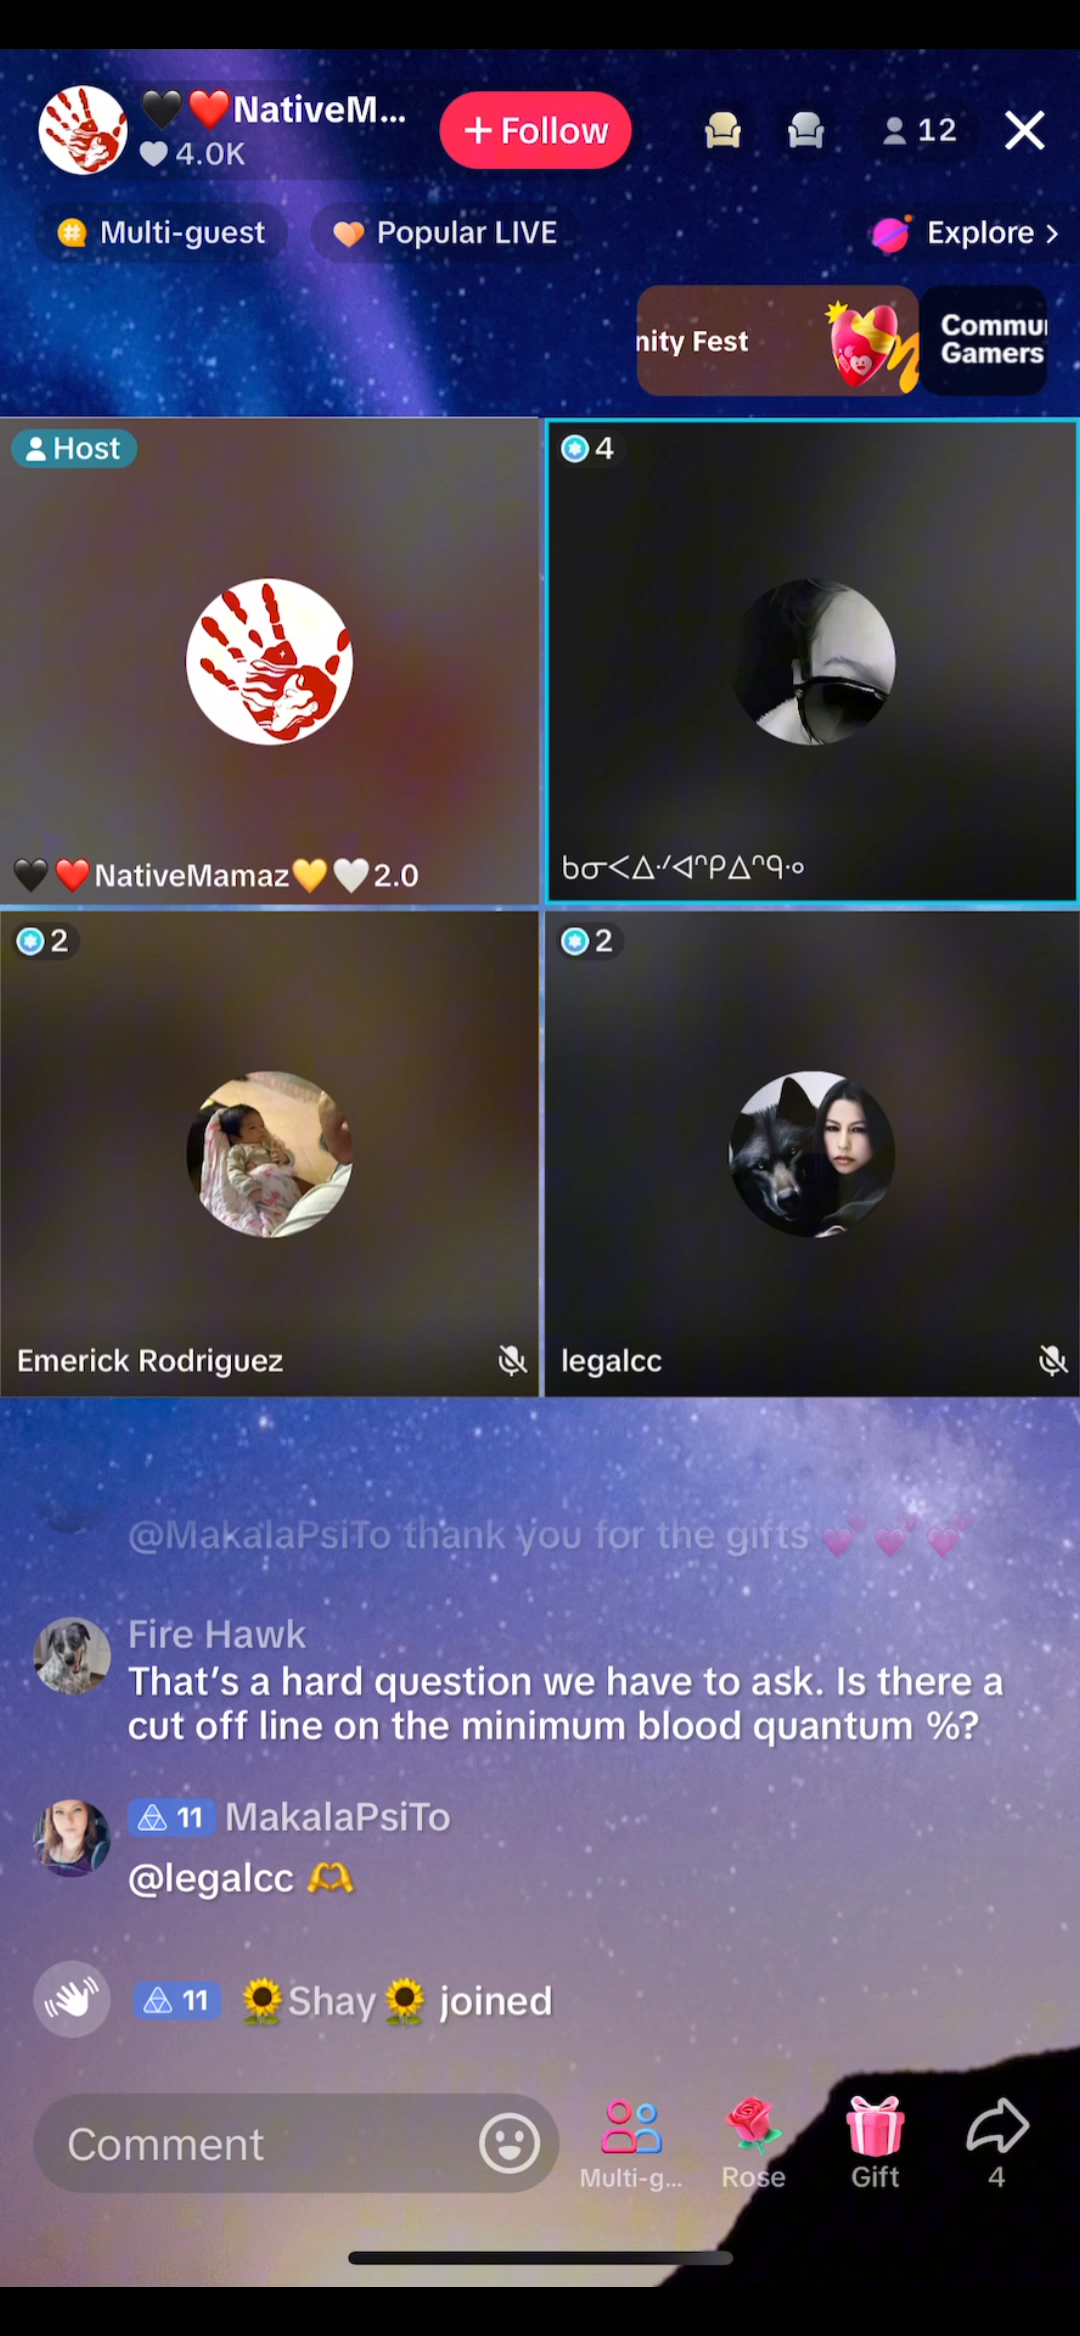 🖤❤️NativeM...
+ Follow
12
4.0K
Multi-guest
Popular LIVE
Explore >
nity Fest
Commu
Gamers
Host
4
🖤❤️NativeMamaz💛🤍2.0
ᑲᓂᐸᐏᐟᐊᐢᑭᐃᐢᑫᐧᐤ
2
2
Emerick Rodriguez
legalcc
@MakalaPsiTo thank you for the gifts 💕💕💕
Fire Hawk
That's a hard question we have to ask. Is there a
cut off line on the minimum blood quantum %?
11 MakalaPsiTo
@legalcc 🫶
11 🌻Shay🌻 joined
Comment
Multi-g...
Rose
Gift
4